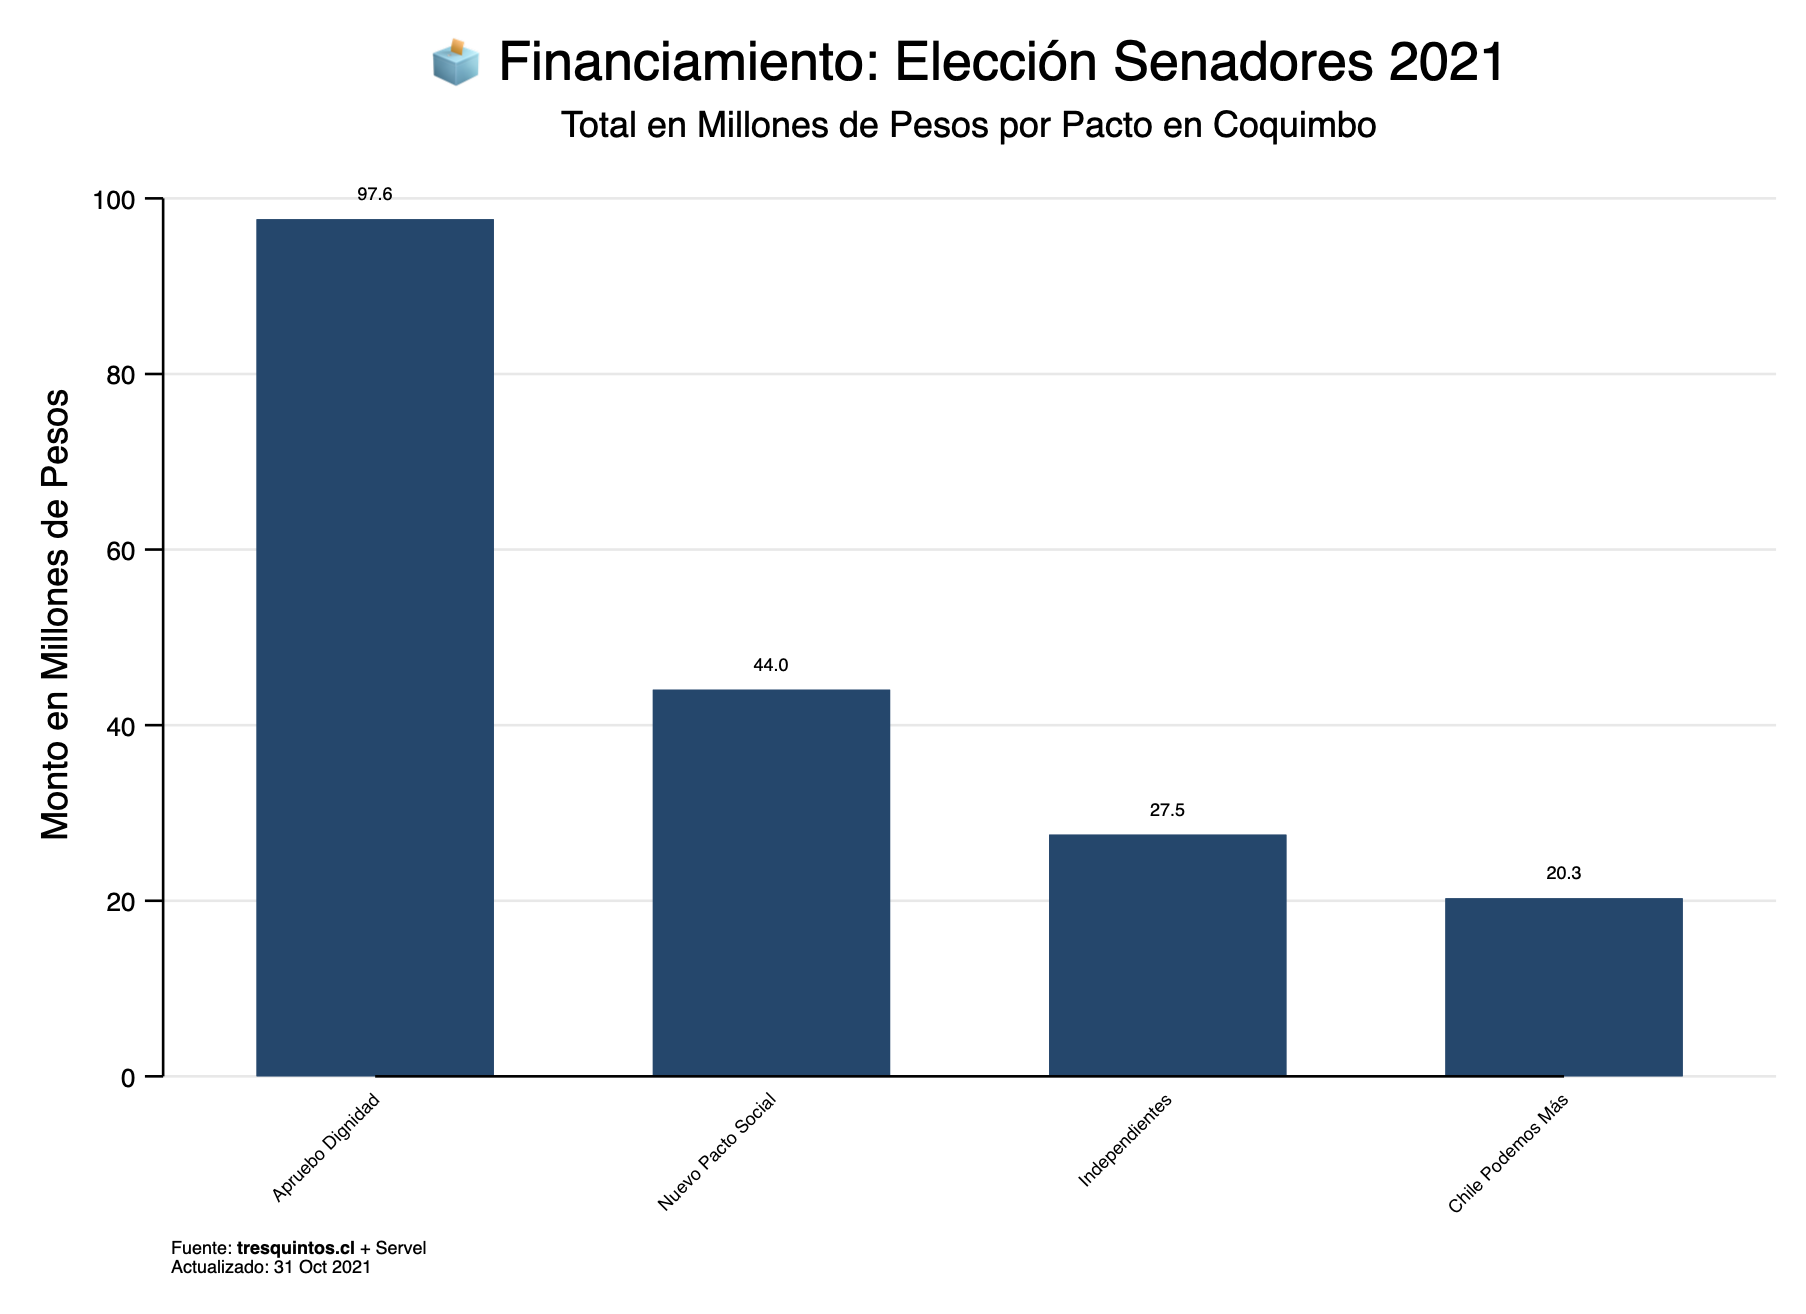 Financiamiento: Elección Senadores 2021
Total en Millones de Pesos por Pacto en Coquimbo
Monto en Millones de Pesos
100
80
60
40
20
0
97.6
44.0
27.5
20.3
Apruebo Dignidad
Nuevo Pacto Social
Independientes
Chile Podemos Más
Fuente: tresquintos.cl + Servel
Actualizado: 31 Oct 2021